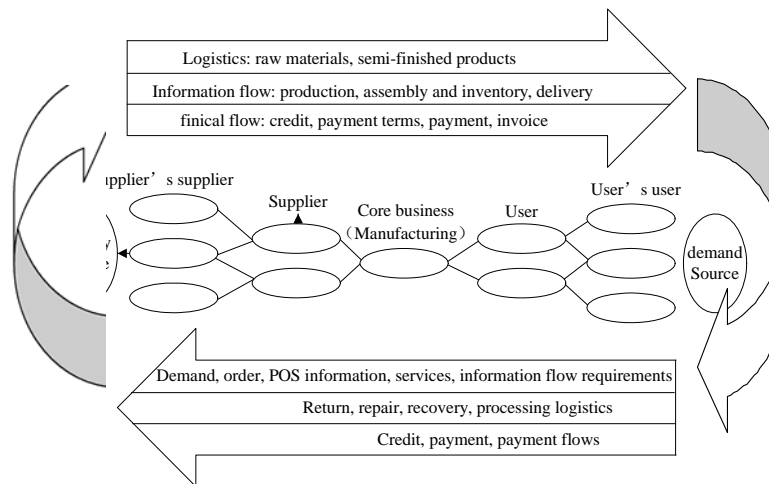 Logistics: raw materials, semi-finished products
Information flow: production, assembly and inventory, delivery
finical flow: credit, payment terms, payment, invoice
upplier’s supplier
Supplier
Core business
（Manufacturing）
User
User’s user
demand
Source
Demand, order, POS information, services, information flow requirements
Return, repair, recovery, processing logistics
Credit, payment, payment flows